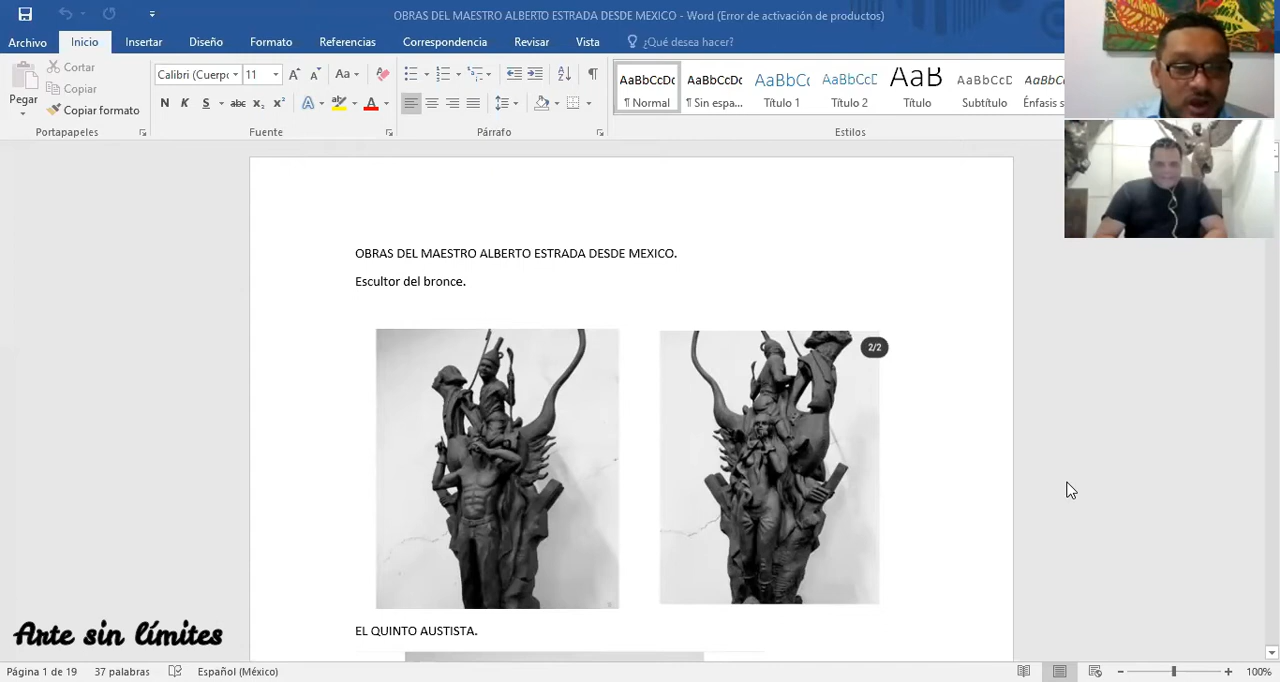 OBRAS DEL MAESTRO ALBERTO ESTRADA DESDE MEXICO - Word (Error de activación de productos)
Archivo Inicio Insertar Diseño Formato Referencias Correspondencia Revisar Vista ¿Qué desea hacer?
Pegar
Cortar
Copiar
Copiar formato
Portapapeles
Calibri (Cuerpo 11
N K S abc x₂ x²
Fuente
Párrafo
AaBbCcDc AaBbCcDc AaBbCc AaBbCcD AaB AaBbCcD AaBbCc
¶ Normal ¶ Sin espa... Título 1 Título 2 Título Subtítulo Énfasis s
Estilos
OBRAS DEL MAESTRO ALBERTO ESTRADA DESDE MEXICO.
Escultor del bronce.
2/2
EL QUINTO AUSTISTA.
Arte sin límites
Página 1 de 19 37 palabras Español (México) 100%